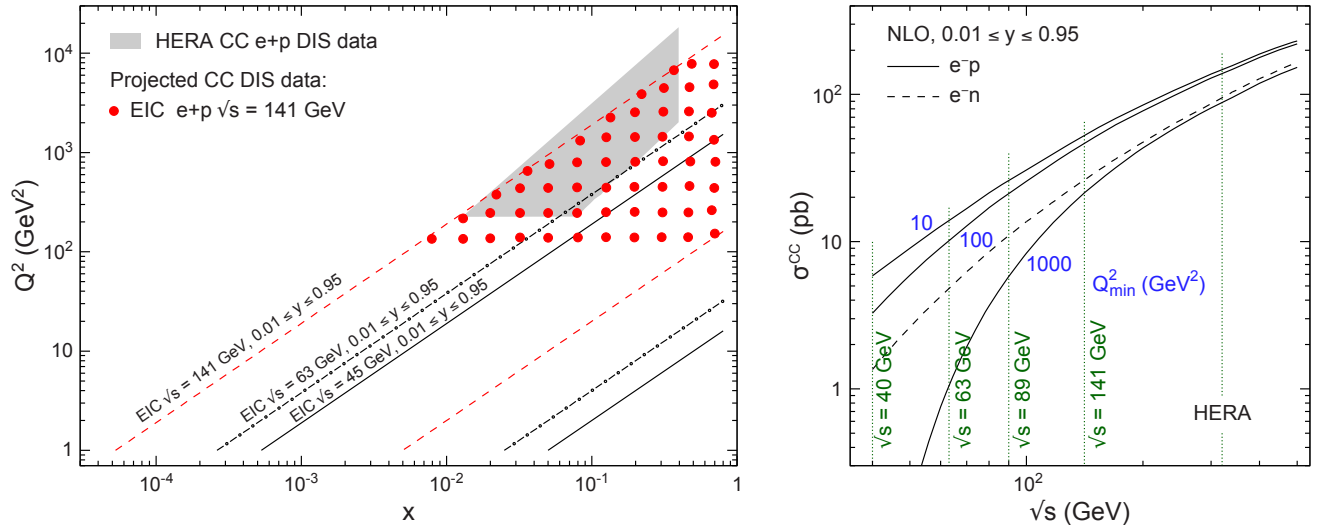 HERA CC e+p DIS data
Projected CC DIS data:
EIC e+p √s = 141 GeV
Q² (GeV²)
10⁴
10³
10²
10
1
EIC √s = 141 GeV, 0.01 ≤ y ≤ 0.95
EIC √s = 63 GeV, 0.01 ≤ y ≤ 0.95
EIC √s = 45 GeV, 0.01 ≤ y ≤ 0.95
10⁻⁴
10⁻³
10⁻²
10⁻¹
1
x
NLO, 0.01 ≤ y ≤ 0.95
e⁻p
e⁻n
σᶜᶜ (pb)
10²
10
1
10
100
1000
Q²min (GeV²)
√s = 40 GeV
√s = 63 GeV
√s = 89 GeV
√s = 141 GeV
HERA
10²
√s (GeV)